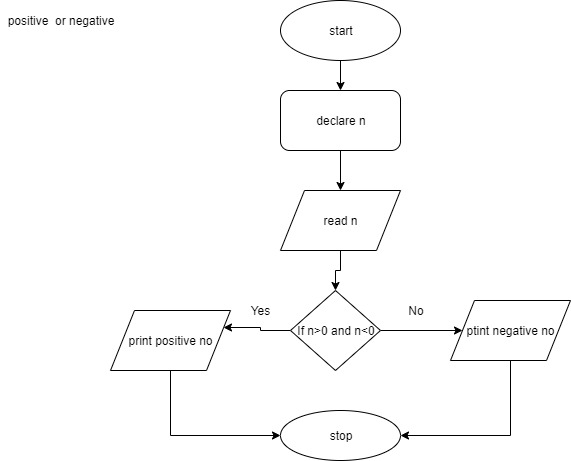 positive or negative
start
declare n
read n
If n>0 and n<0
Yes
No
print positive no
ptint negative no
stop